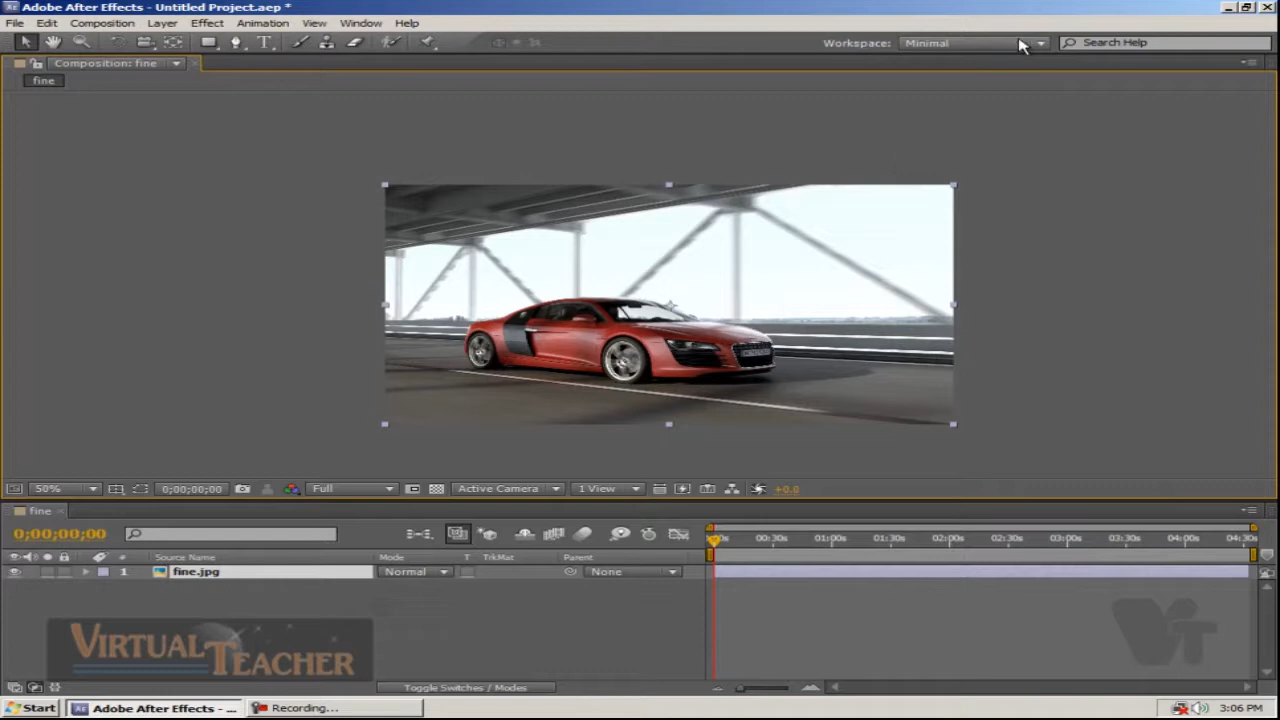 Adobe After Effects - Untitled Project.aep *
File Edit Composition Layer Effect Animation View Window Help
Workspace: Minimal Search Help
Composition: fine
fine
50% 0;00;00;00 Full Active Camera 1 View +0.0
fine
0;00;00;00
00:30s 01:00s 01:30s 02:00s 02:30s 03:00s 03:30s 04:00s 04:30s
# Source Name Mode T TrkMat Parent
1 fine.jpg Normal None
VIRTUAL TEACHER
VT
Toggle Switches / Modes
Start Adobe After Effects - ... Recording... 3:06 PM